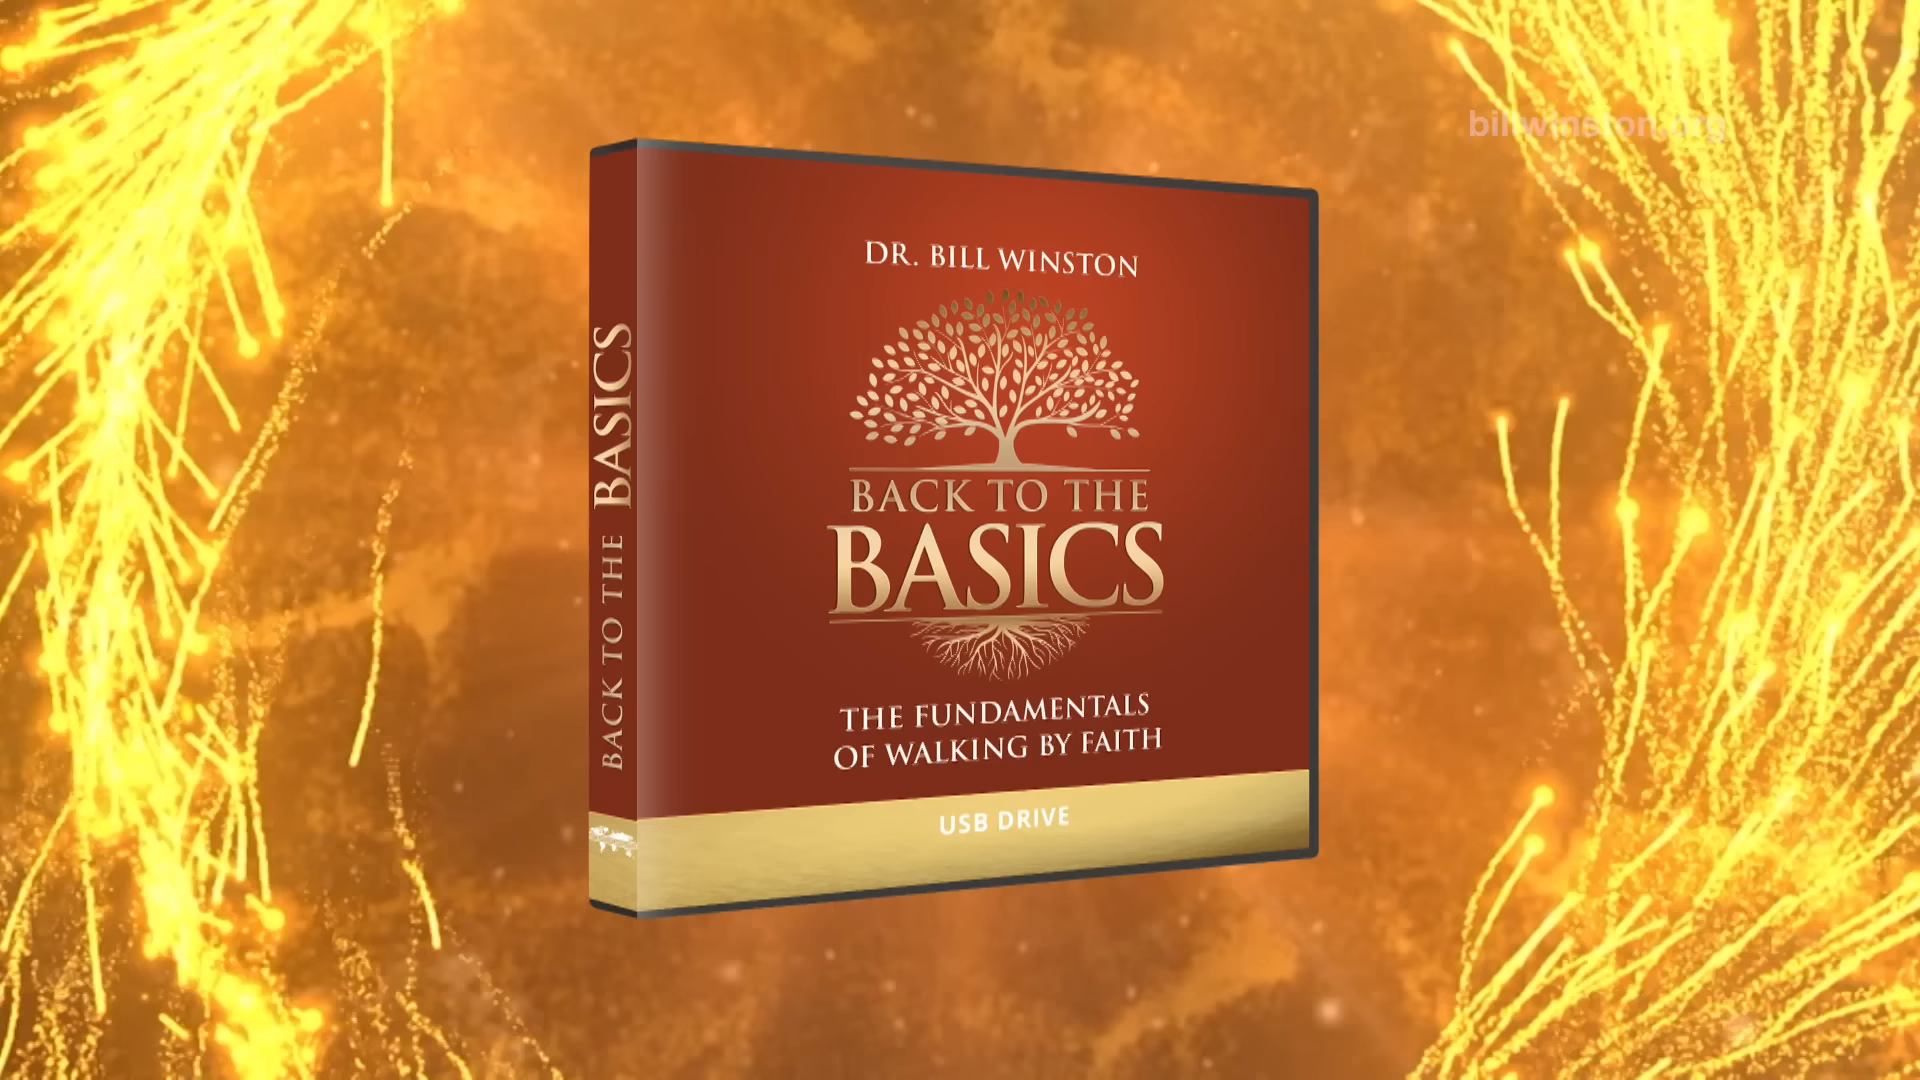 billwinston.org
DR. BILL WINSTON
BACK TO THE
BASICS
THE FUNDAMENTALS
OF WALKING BY FAITH
USB DRIVE
BACK TO THE BASICS